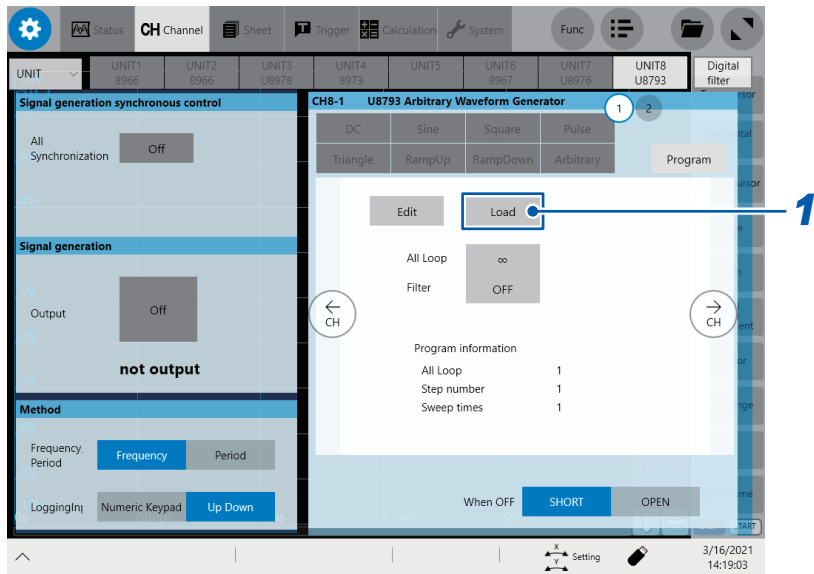 Status CH Channel Sheet T Trigger Calculation System Func
UNIT UNIT1 UNIT2 UNIT3 UNIT4 UNIT5 UNIT6 UNIT7 UNIT8 Digital
8966 8966 U8978 8973 8967 U8976 U8793 filter
Signal generation synchronous control
CH8-1 U8793 Arbitrary Waveform Generator 1 2
All
Synchronization Off
DC Sine Square Pulse
Triangle RampUp RampDown Arbitrary Program
Edit Load 1
Signal generation
All Loop ∞
Filter OFF
Output Off
← CH
→ CH
not output
Program information
All Loop 1
Step number 1
Sweep times 1
Method
Frequency
Period Frequency Period
LoggingIn Numeric Keypad Up Down
When OFF SHORT OPEN
X Y Setting
3/16/2021
14:19:03